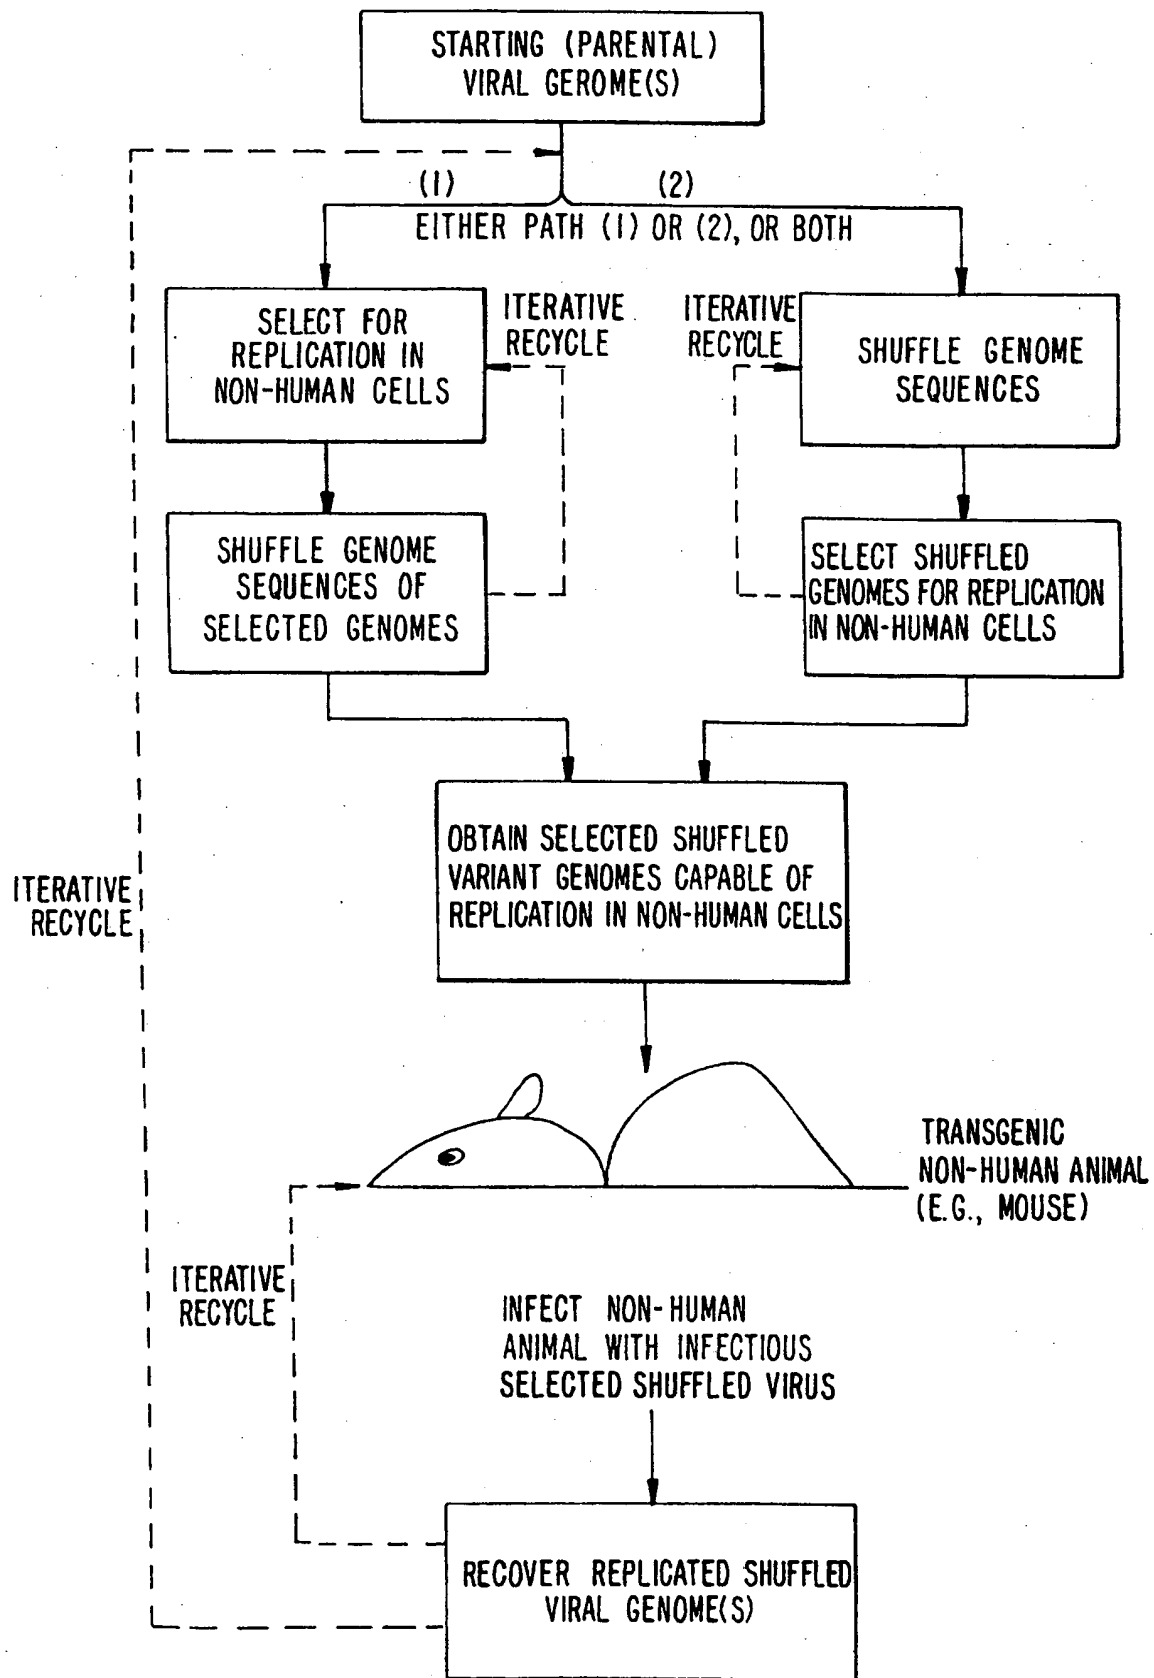 STARTING (PARENTAL)
VIRAL GEROME(S)
(1)
(2)
EITHER PATH (1) OR (2), OR BOTH
SELECT FOR
REPLICATION IN
NON-HUMAN CELLS
ITERATIVE
RECYCLE
ITERATIVE
RECYCLE
SHUFFLE GENOME
SEQUENCES
SHUFFLE GENOME
SEQUENCES OF
SELECTED GENOMES
SELECT SHUFFLED
GENOMES FOR REPLICATION
IN NON-HUMAN CELLS
OBTAIN SELECTED SHUFFLED
VARIANT GENOMES CAPABLE OF
REPLICATION IN NON-HUMAN CELLS
ITERATIVE
RECYCLE
TRANSGENIC
NON-HUMAN ANIMAL
(E.G., MOUSE)
ITERATIVE
RECYCLE
INFECT NON-HUMAN
ANIMAL WITH INFECTIOUS
SELECTED SHUFFLED VIRUS
RECOVER REPLICATED SHUFFLED
VIRAL GENOME(S)